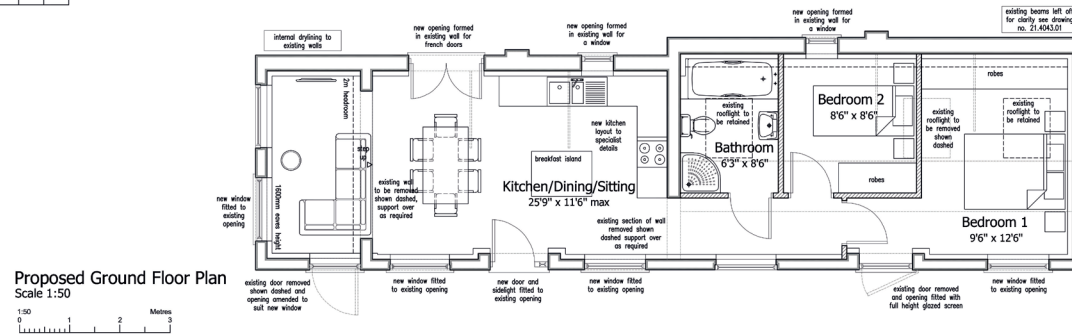 new opening formed
in existing wall for
a window
existing beams left off
for clarity see drawing
no. 21.4043.01
new opening formed
in existing wall for
french doors
new opening formed
in existing wall for
a window
internal drylining to
existing walls
2m headroom
1600mm eaves height
step
up
existing wall
to be removed
shown dashed,
support over
as required
new kitchen
layout to
specialist
details
breakfast island
Kitchen/Dining/Sitting
25'9" x 11'6" max
existing section of wall
removed shown
dashed support over
as required
existing
rooflight to
be retained
Bathroom
6'3" x 8'6"
Bedroom 2
8'6" x 8'6"
robes
robes
existing
rooflight to
be removed
shown
dashed
existing
rooflight to
be retained
Bedroom 1
9'6" x 12'6"
new window
fitted to
existing
opening
existing door removed
shown dashed and
opening amended to
suit new window
new window fitted
to existing opening
new door and
sidelight fitted to
existing opening
new window fitted
to existing opening
existing door removed
and opening fitted with
full height glazed screen
new window fitted
to existing opening
Proposed Ground Floor Plan
Scale 1:50
1:50 Metres
0 1 2 3